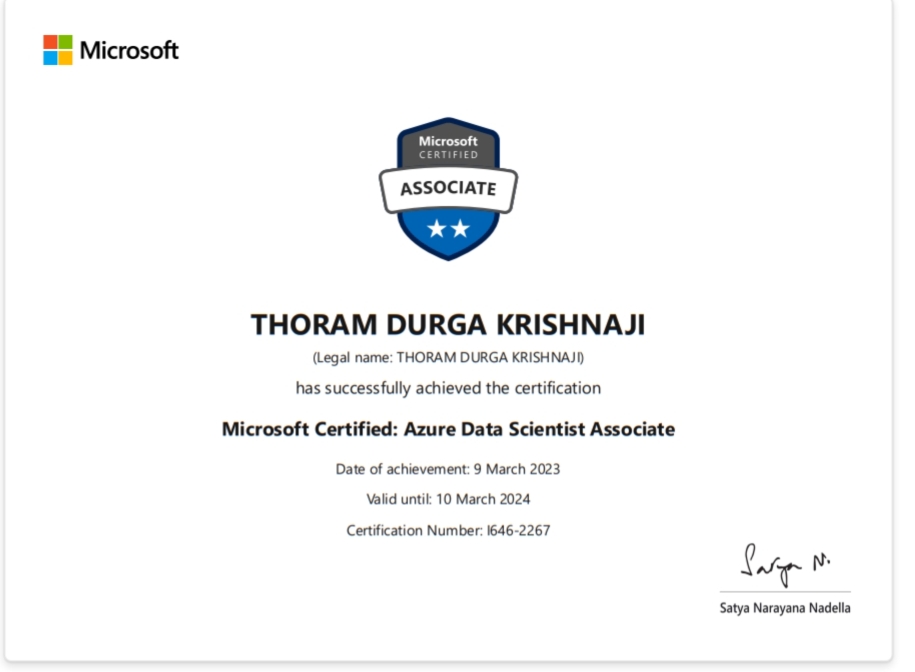 Microsoft
Microsoft
CERTIFIED
ASSOCIATE
THORAM DURGA KRISHNAJI
(Legal name: THORAM DURGA KRISHNAJI)
has successfully achieved the certification
Microsoft Certified: Azure Data Scientist Associate
Date of achievement: 9 March 2023
Valid until: 10 March 2024
Certification Number: I646-2267
Satya N.
Satya Narayana Nadella